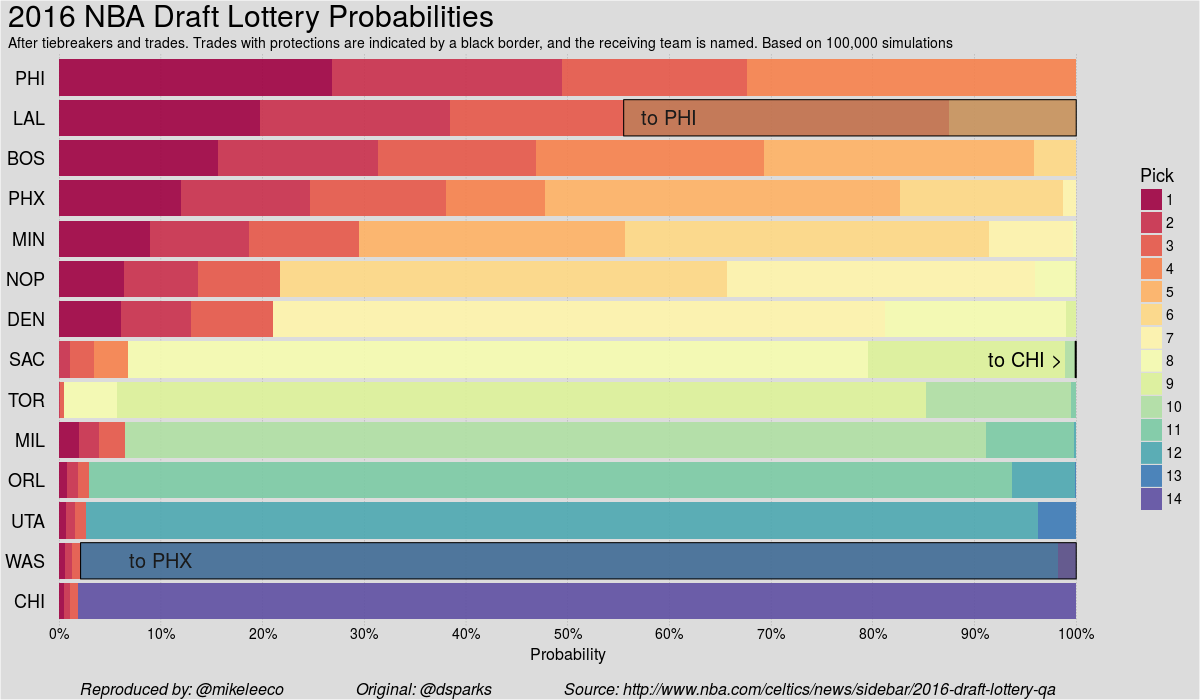 2016 NBA Draft Lottery Probabilities
After tiebreakers and trades. Trades with protections are indicated by a black border, and the receiving team is named. Based on 100,000 simulations
PHI
LAL to PHI
BOS
PHX
MIN
NOP
DEN
SAC to CHI >
TOR
MIL
ORL
UTA
WAS to PHX
CHI
0% 10% 20% 30% 40% 50% 60% 70% 80% 90% 100%
Probability
Pick
1
2
3
4
5
6
7
8
9
10
11
12
13
14
Reproduced by: @mikeleeco Original: @dsparks Source: http://www.nba.com/celtics/news/sidebar/2016-draft-lottery-qa